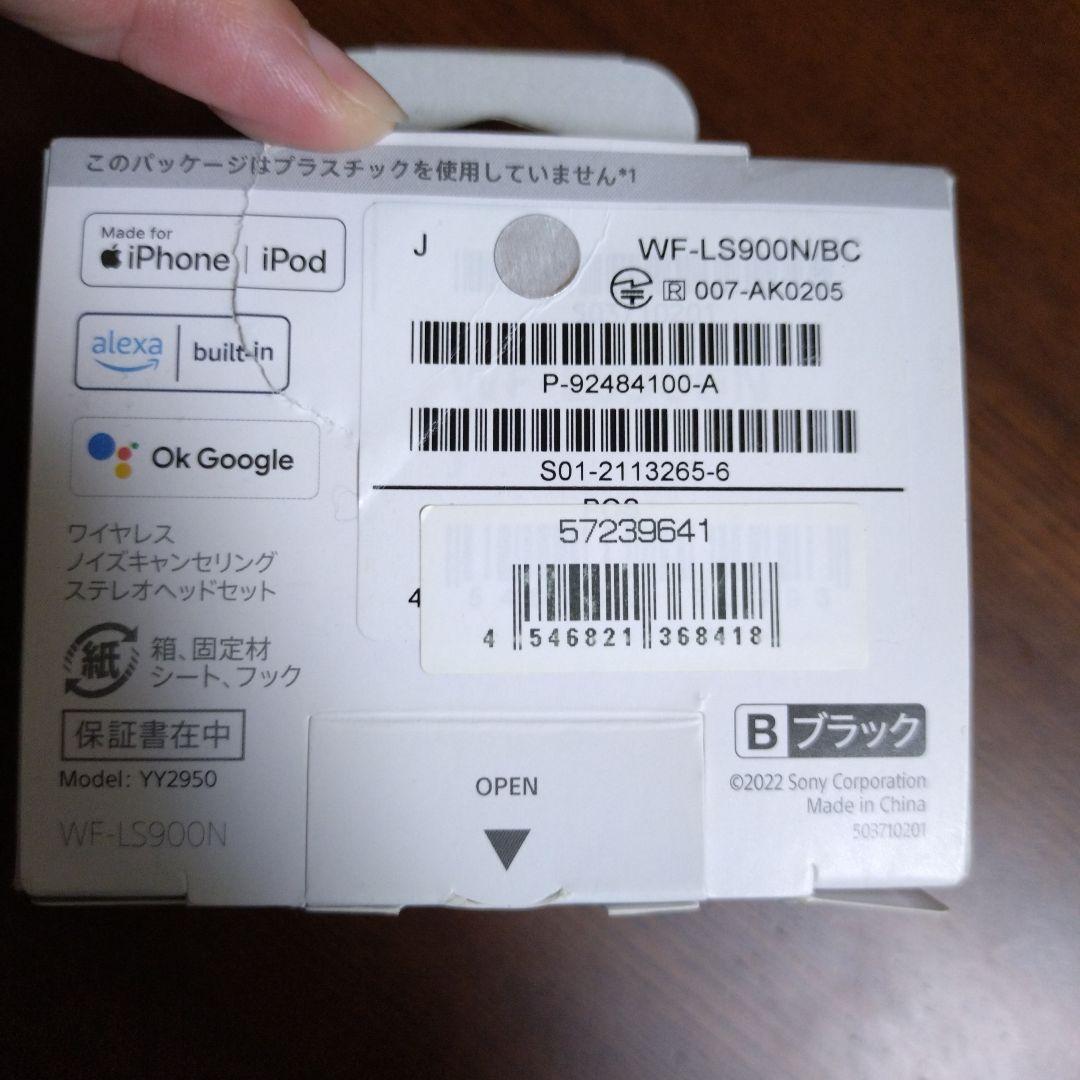 このパッケージはプラスチックを使用していません*1
Made for
iPhone | iPod
alexa | built-in
Ok Google
ワイヤレス
ノイズキャンセリング
ステレオヘッドセット
紙 箱、固定材
シート、フック
保証書在中
Model: YY2950
WF-LS900N
J
WF-LS900N/BC
R 007-AK0205
P-92484100-A
S01-2113265-6
57239641
4 546821 368418
OPEN
B ブラック
©2022 Sony Corporation
Made in China
503710201